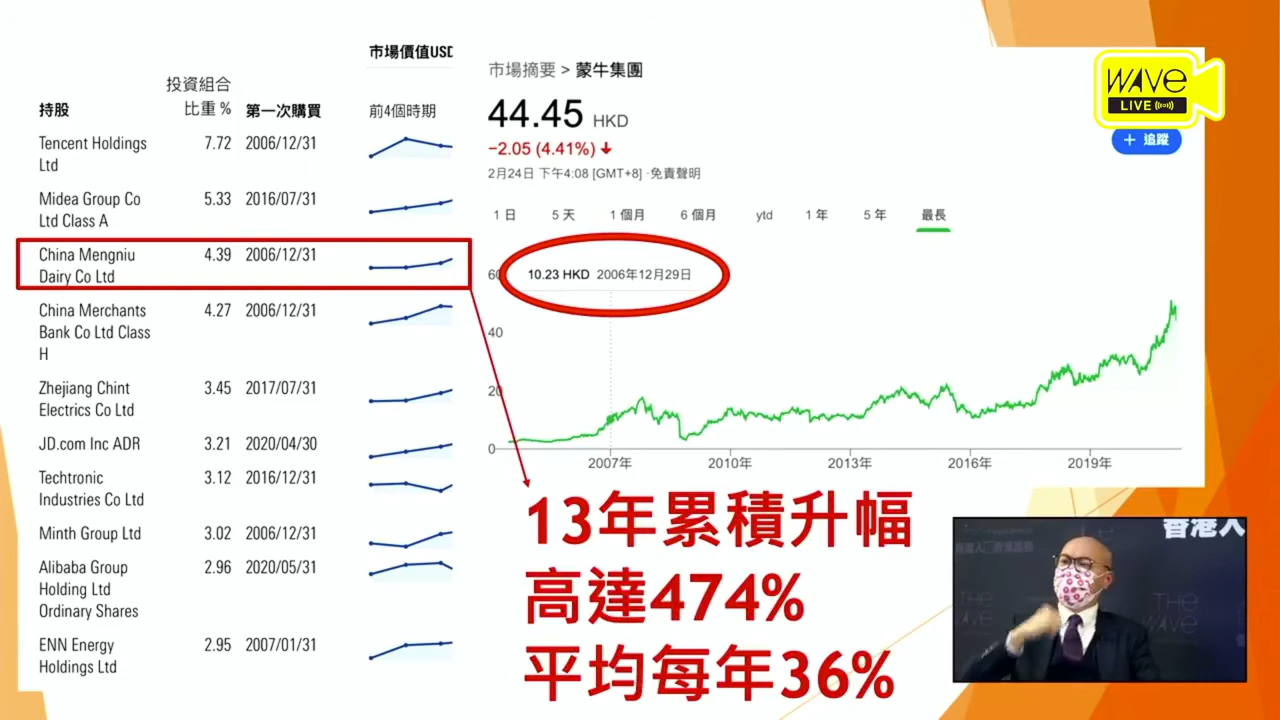 市場價值USD
投資組合
持股 比重 % 第一次購買 前4個時期
Tencent Holdings 7.72 2006/12/31
Ltd
Midea Group Co 5.33 2016/07/31
Ltd Class A
China Mengniu 4.39 2006/12/31
Dairy Co Ltd
China Merchants 4.27 2006/12/31
Bank Co Ltd Class
H
Zhejiang Chint 3.45 2017/07/31
Electrics Co Ltd
JD.com Inc ADR 3.21 2020/04/30
Techtronic 3.12 2016/12/31
Industries Co Ltd
Minth Group Ltd 3.02 2006/12/31
Alibaba Group 2.96 2020/05/31
Holding Ltd
Ordinary Shares
ENN Energy 2.95 2007/01/31
Holdings Ltd
市場摘要 > 蒙牛集團
44.45 HKD
−2.05 (4.41%)
2月24日 下午4:08 [GMT+8] · 免責聲明
+ 追蹤
1 日 5 天 1 個月 6 個月 ytd 1 年 5 年 最長
10.23 HKD 2006年12月29日
60
40
20
0
2007年 2010年 2013年 2016年 2019年
13年累積升幅
高達474%
平均每年36%
WAVE
LIVE
香港人
THE
WAVE